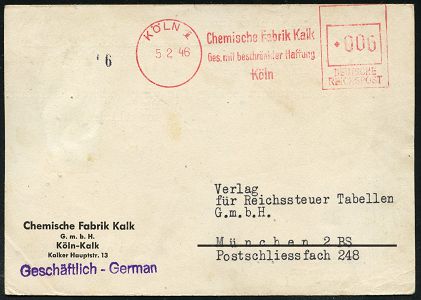 KÖLN 1
5 2 46
Chemische Fabrik Kalk
Ges. mit beschränkter Haftung
Köln
006
DEUTSCHE
REICHSPOST
6
Verlag
für Reichssteuer Tabellen
G.m.b.H.
München 2 BS
Postschliessfach 248
Chemische Fabrik Kalk
G. m. b. H.
Köln-Kalk
Kalker Hauptstr. 13
Geschäftlich - German